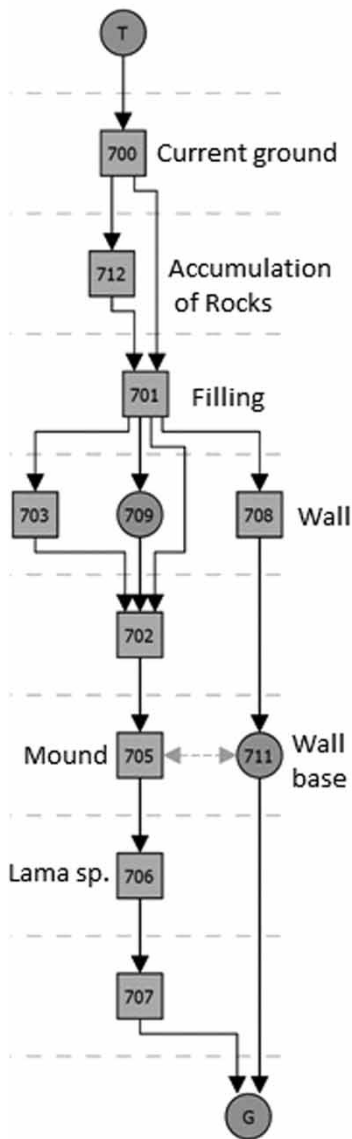 T
700 Current ground
712 Accumulation
of Rocks
701 Filling
703 709 708 Wall
702
Mound 705 711 Wall
base
Lama sp. 706
707
G